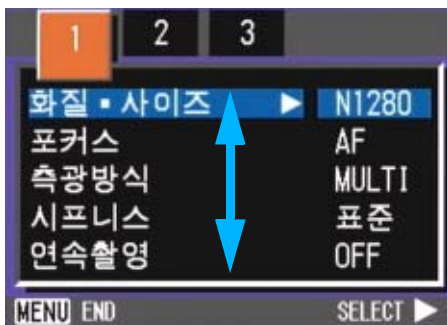 1 2 3
화질▪사이즈 ▶ N1280
포커스 AF
측광방식 MULTI
시프니스 표준
연속촬영 OFF
MENU END SELECT ▶